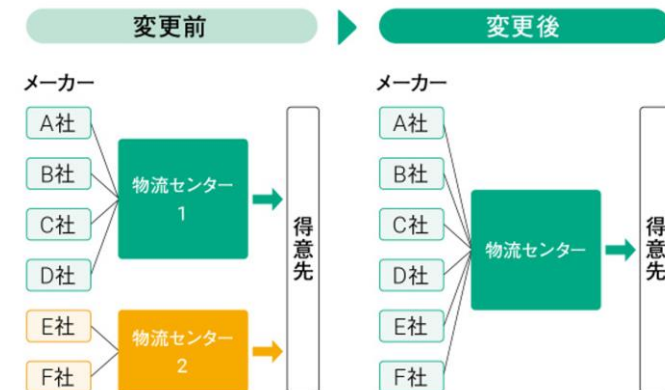 変更前
メーカー
A社
B社
C社
D社
E社
F社
物流センター
1
物流センター
2
得意先
変更後
メーカー
A社
B社
C社
D社
E社
F社
物流センター
得意先